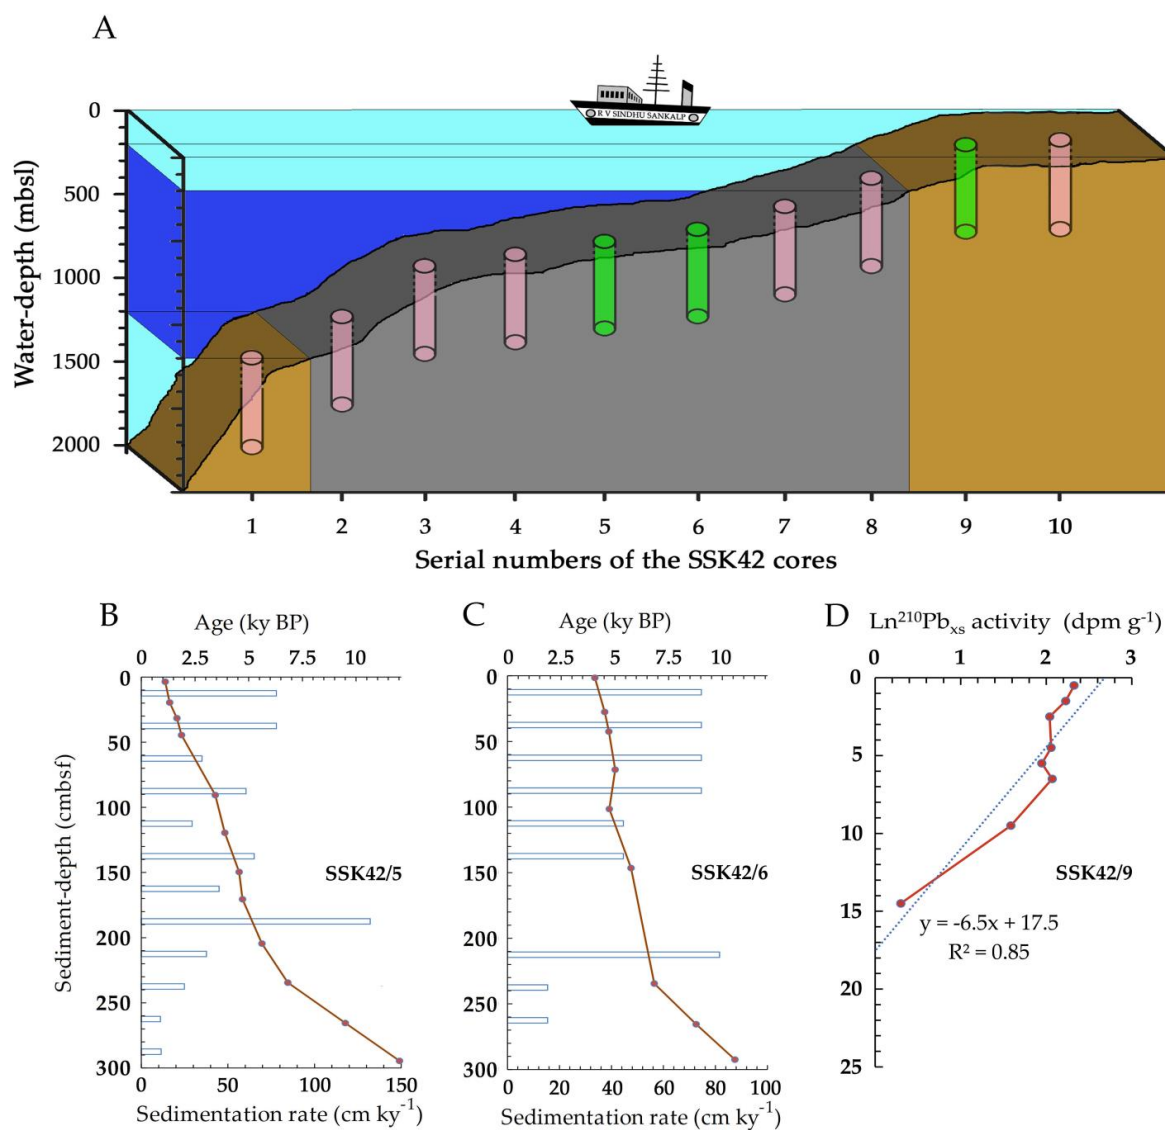 A
R V SINDHU SANKALP
Water-depth (mbsl)
0
500
1000
1500
2000
1 2 3 4 5 6 7 8 9 10
Serial numbers of the SSK42 cores
B
Age (ky BP)
0 2.5 5 7.5 10
Sediment-depth (cmbsf)
0
50
100
150
200
250
300
SSK42/5
0 50 100 150
Sedimentation rate (cm ky⁻¹)
C
Age (ky BP)
0 2.5 5 7.5 10
0
50
100
150
200
250
300
SSK42/6
0 20 40 60 80 100
Sedimentation rate (cm ky⁻¹)
D
Ln²¹⁰Pbₓₛ activity (dpm g⁻¹)
0 1 2 3
0
5
10
15
20
25
SSK42/9
y = -6.5x + 17.5
R² = 0.85